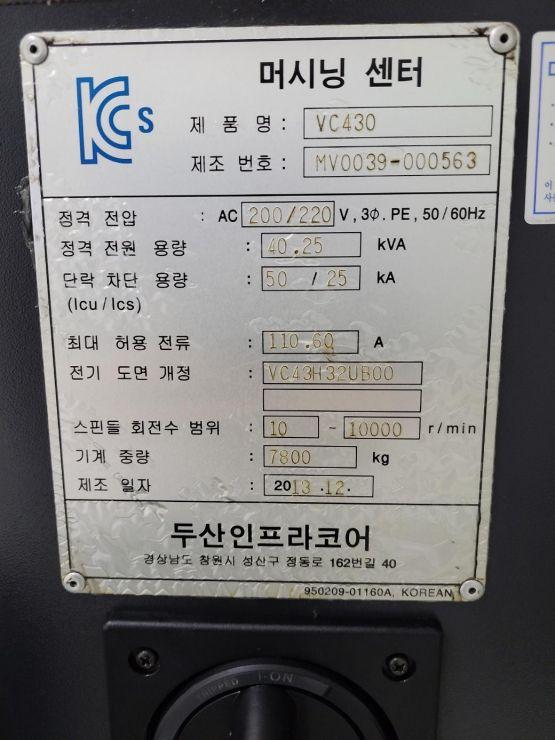 KCs
머시닝 센터
제 품 명 : VC430
제조 번호 : MV0039-000563
정격 전압 : AC 200/220 V, 3Φ. PE, 50/60Hz
정격 전원 용량 : 40.25 kVA
단락 차단 용량 : 50 / 25 kA
(Icu/Ics)
최대 허용 전류 : 110.60 A
전기 도면 개정 : VC43H32UB00
스핀들 회전수 범위 : 10 ~ 10000 r/min
기계 중량 : 7800 kg
제조 일자 : 2013.12.
두산인프라코어
경상남도 창원시 성산구 정동로 162번길 40
950209-01160A, KOREAN
TRIPPED I-ON